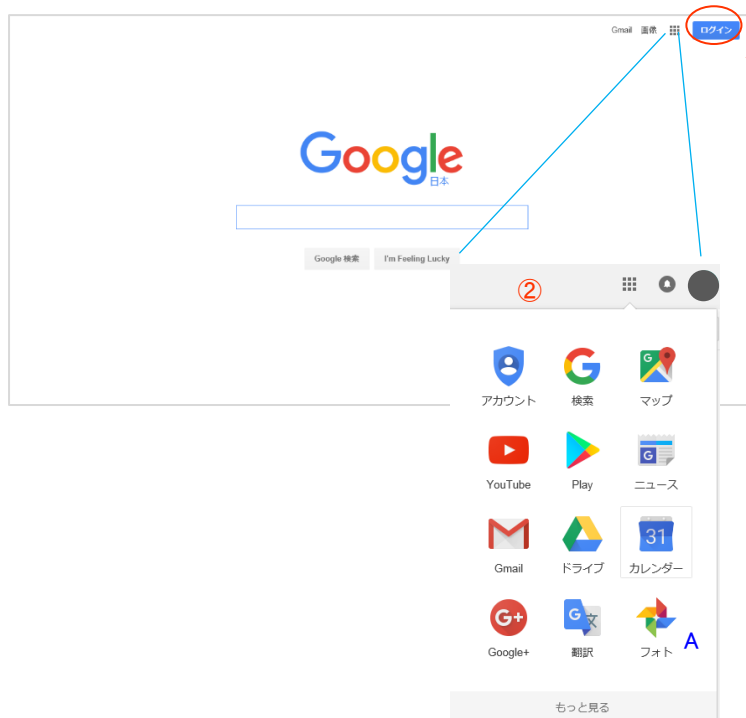 Gmail 画像 ログイン
Google
日本
Google 検索 I'm Feeling Lucky
②
アカウント 検索 マップ
YouTube Play ニュース
31
Gmail ドライブ カレンダー
G+
Google+ 翻訳 フォト A
もっと見る